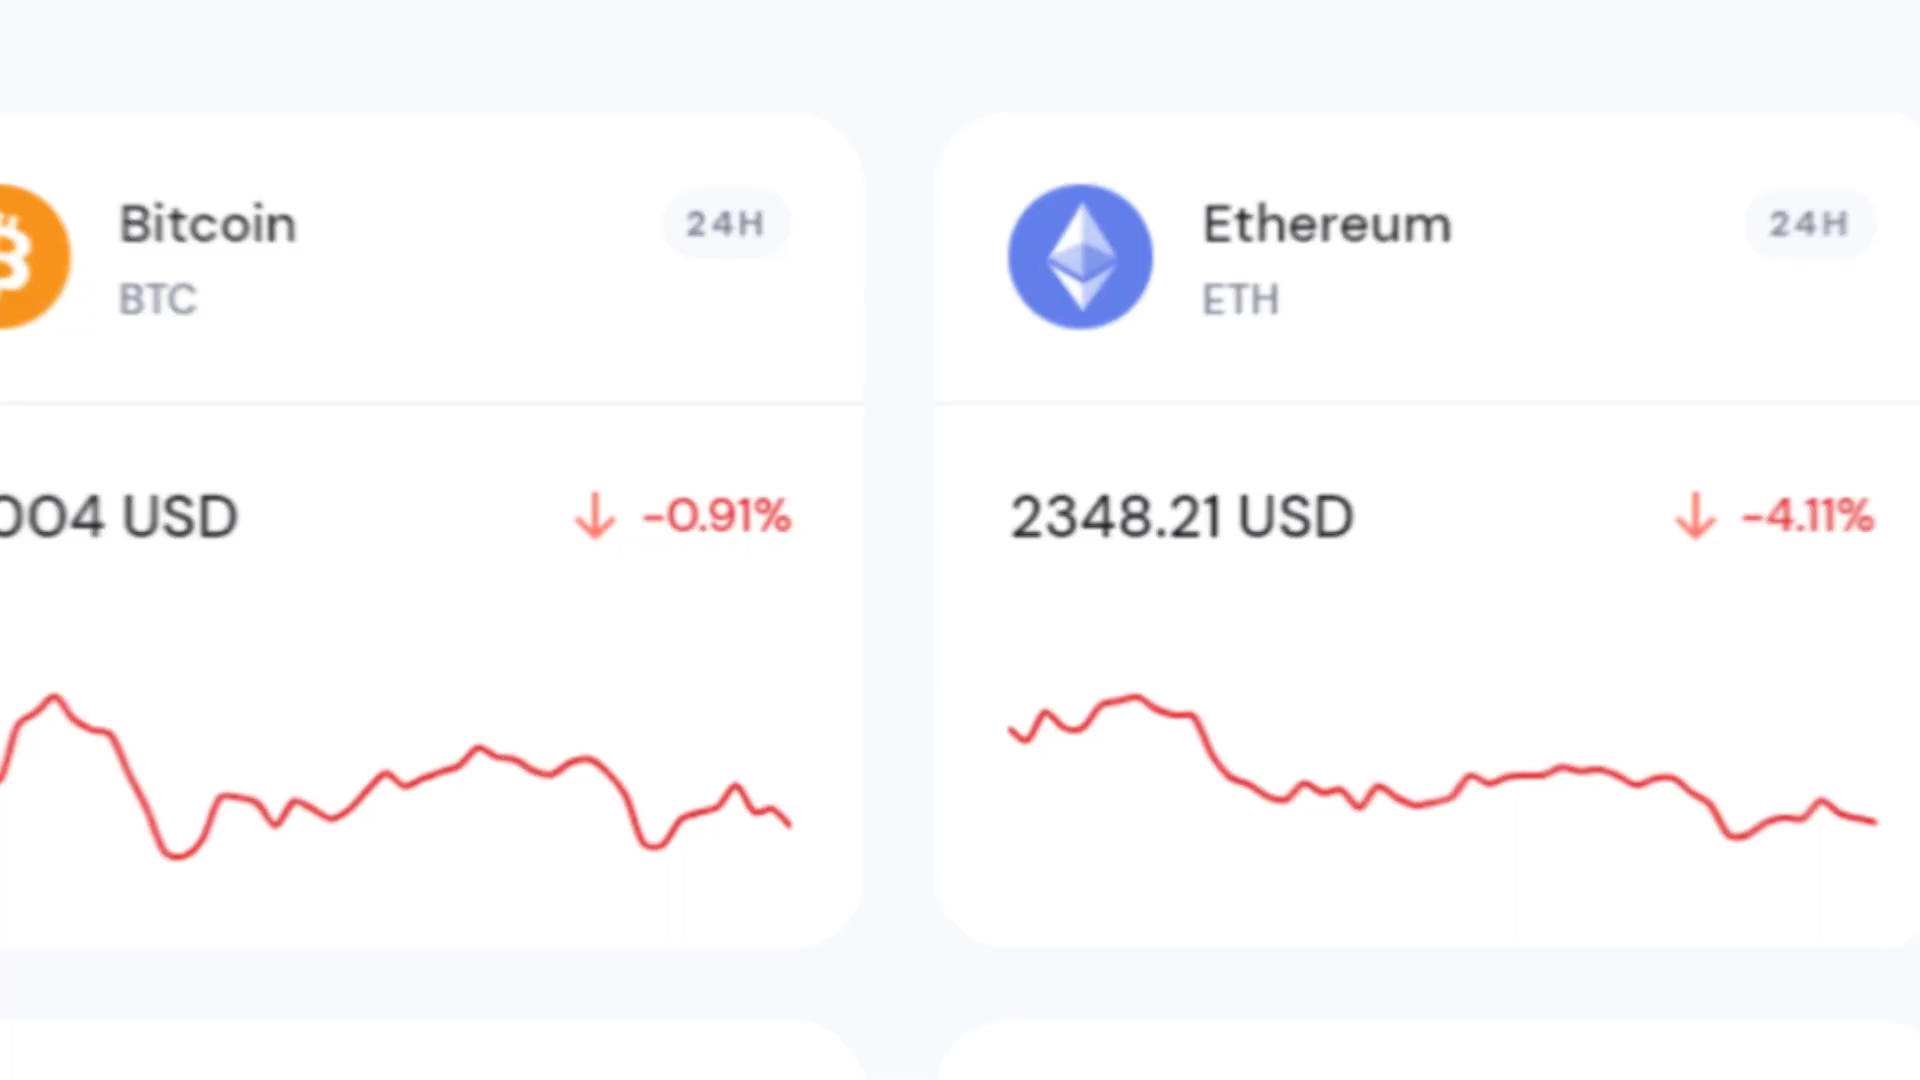 Bitcoin
24H
BTC
004 USD
-0.91%
Ethereum
24H
ETH
2348.21 USD
-4.11%